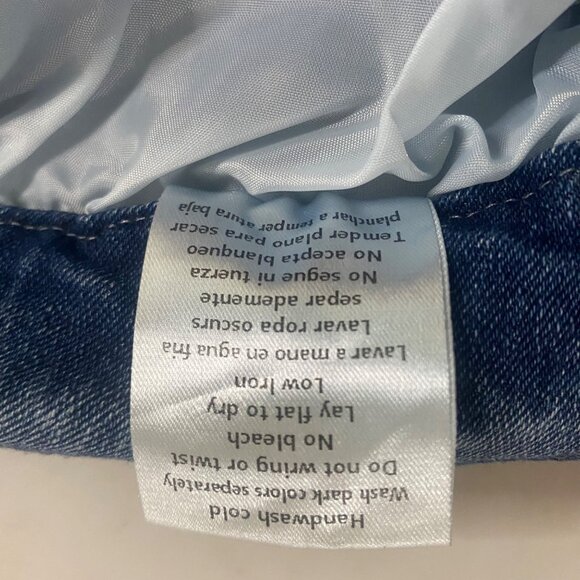 Handwash cold
Wash dark colors separately
Do not wring or twist
No bleach
Lay flat to dry
Low Iron
Lavar a mano en agua fria
Lavar ropa oscurs
separ ademente
No segue ni tuerza
No acepta blanqueo
Temder plano para secar
planchar a temper atura baja